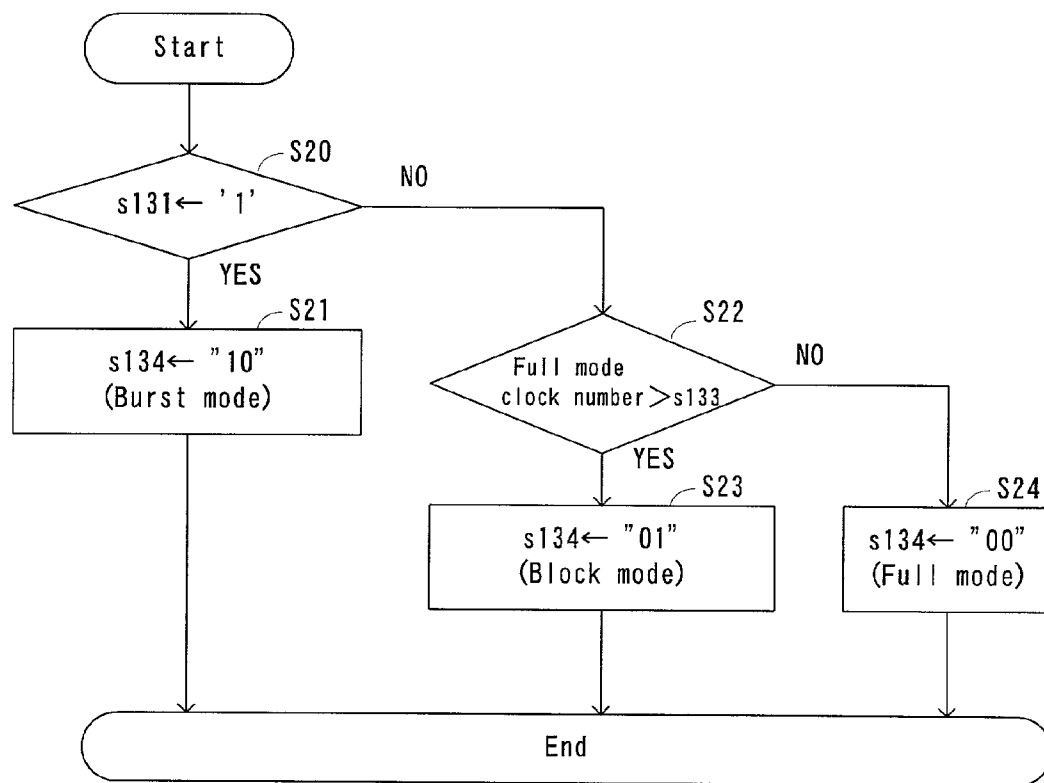 Start
S20
s131← '1'
NO
YES
S21
s134← "10"
(Burst mode)
S22
Full mode
clock number＞s133
NO
YES
S23
s134← "01"
(Block mode)
S24
s134← "00"
(Full mode)
End